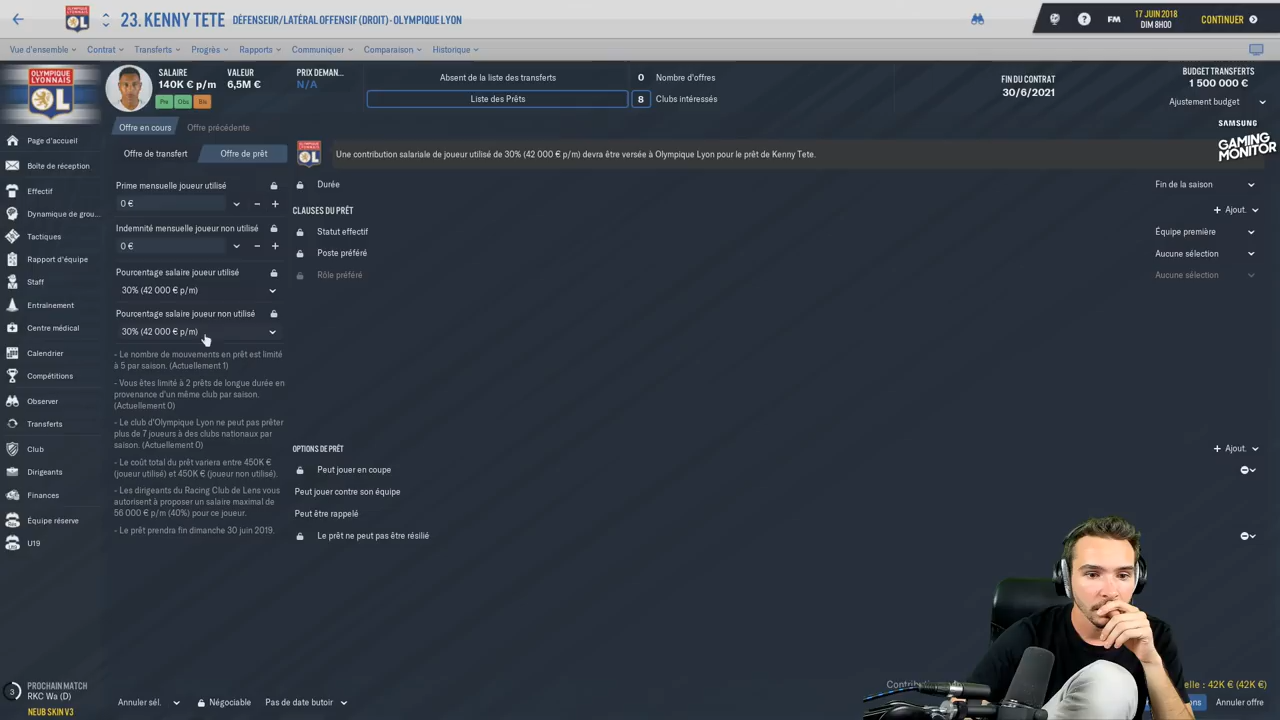 23. KENNY TETE
DÉFENSEUR/LATÉRAL OFFENSIF (DROIT) - OLYMPIQUE LYON
FM
17 JUIN 2018
DIM 8H00
CONTINUER
Vue d'ensemble
Contrat
Transferts
Progrès
Rapports
Communiquer
Comparaison
Historique
OLYMPIQUE LYONNAIS
OL
SALAIRE
140K € p/m
VALEUR
6,5M €
Pre
Obs
Bls
PRIX DEMAN...
N/A
Absent de la liste des transferts
0
Nombre d'offres
Liste des Prêts
8
Clubs intéressés
FIN DU CONTRAT
30/6/2021
BUDGET TRANSFERTS
1 500 000 €
Ajustement budget
SAMSUNG
GAMING
MONITOR
Offre en cours
Offre précédente
Offre de transfert
Offre de prêt
Page d'accueil
Boîte de réception
Effectif
Dynamique de grou...
Tactiques
Rapport d'équipe
Staff
Entraînement
Centre médical
Calendrier
Compétitions
Observer
Transferts
Club
Dirigeants
Finances
Équipe réserve
U19
Prime mensuelle joueur utilisé
0 €
Indemnité mensuelle joueur non utilisé
0 €
Pourcentage salaire joueur utilisé
30% (42 000 € p/m)
Pourcentage salaire joueur non utilisé
30% (42 000 € p/m)
- Le nombre de mouvements en prêt est limité
à 5 par saison. (Actuellement 1)
- Vous êtes limité à 2 prêts de longue durée en
provenance d'un même club par saison.
(Actuellement 0)
- Le club d'Olympique Lyon ne peut pas prêter
plus de 7 joueurs à des clubs nationaux par
saison. (Actuellement 0)
- Le coût total du prêt variera entre 450K €
(joueur utilisé) et 450K € (joueur non utilisé).
- Les dirigeants du Racing Club de Lens vous
autorisent à proposer un salaire maximal de
56 000 € p/m (40%) pour ce joueur.
- Le prêt prendra fin dimanche 30 juin 2019.
Une contribution salariale de joueur utilisé de 30% (42 000 € p/m) devra être versée à Olympique Lyon pour le prêt de Kenny Tete.
Durée
Fin de la saison
CLAUSES DU PRÊT
Ajout.
Statut effectif
Équipe première
Poste préféré
Aucune sélection
Rôle préféré
Aucune sélection
OPTIONS DE PRÊT
Ajout.
Peut jouer en coupe
Peut jouer contre son équipe
Peut être rappelé
Le prêt ne peut pas être résilié
3
PROCHAIN MATCH
RKC Wa (D)
NEUB SKIN V3
Annuler sél.
Négociable
Pas de date butoir
elle : 42K € (42K €)
Annuler offre